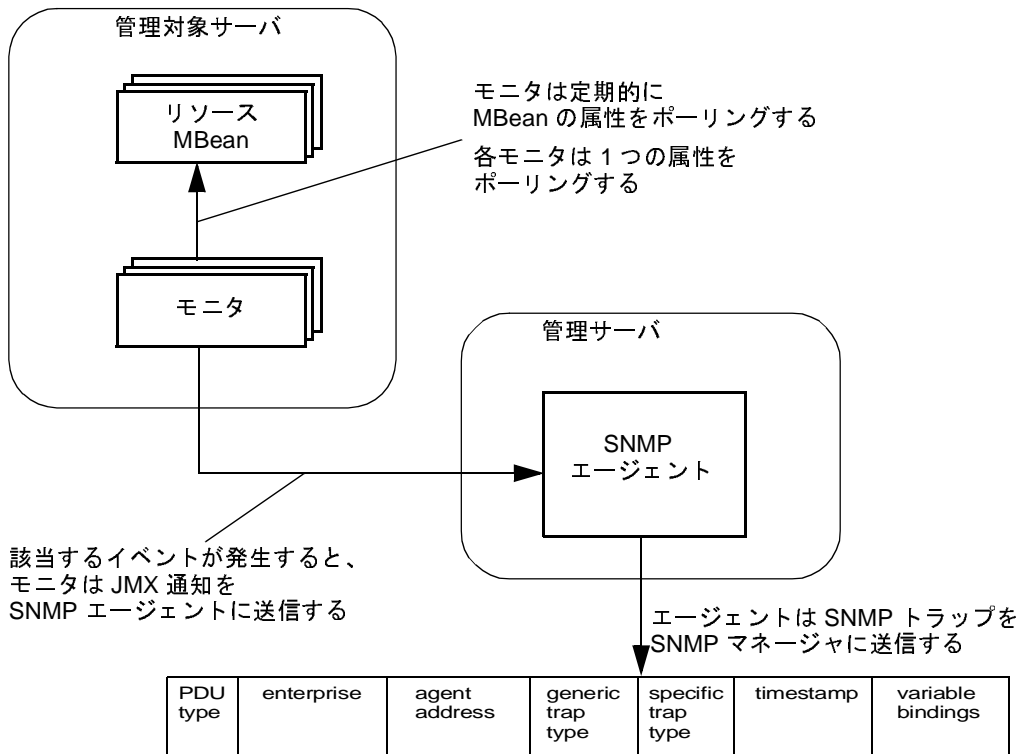 管理対象サーバ
リソース
MBean
モニタは定期的に
MBean の属性をポーリングする
各モニタは 1 つの属性を
ポーリングする
モニタ
管理サーバ
SNMP
エージェント
該当するイベントが発生すると、
モニタは JMX 通知を
SNMP エージェントに送信する
エージェントは SNMP トラップを
SNMP マネージャに送信する
PDU
type
enterprise
agent
address
generic
trap
type
specific
trap
type
timestamp
variable
bindings